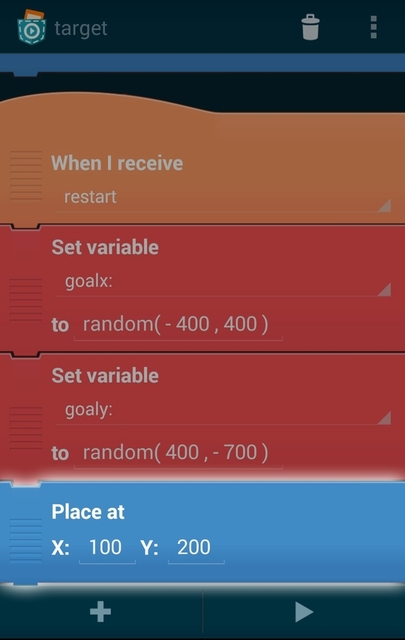 target
When I receive
restart
Set variable
goalx:
to random( - 400 , 400 )
Set variable
goaly:
to random( 400 , - 700 )
Place at
X: 100 Y: 200